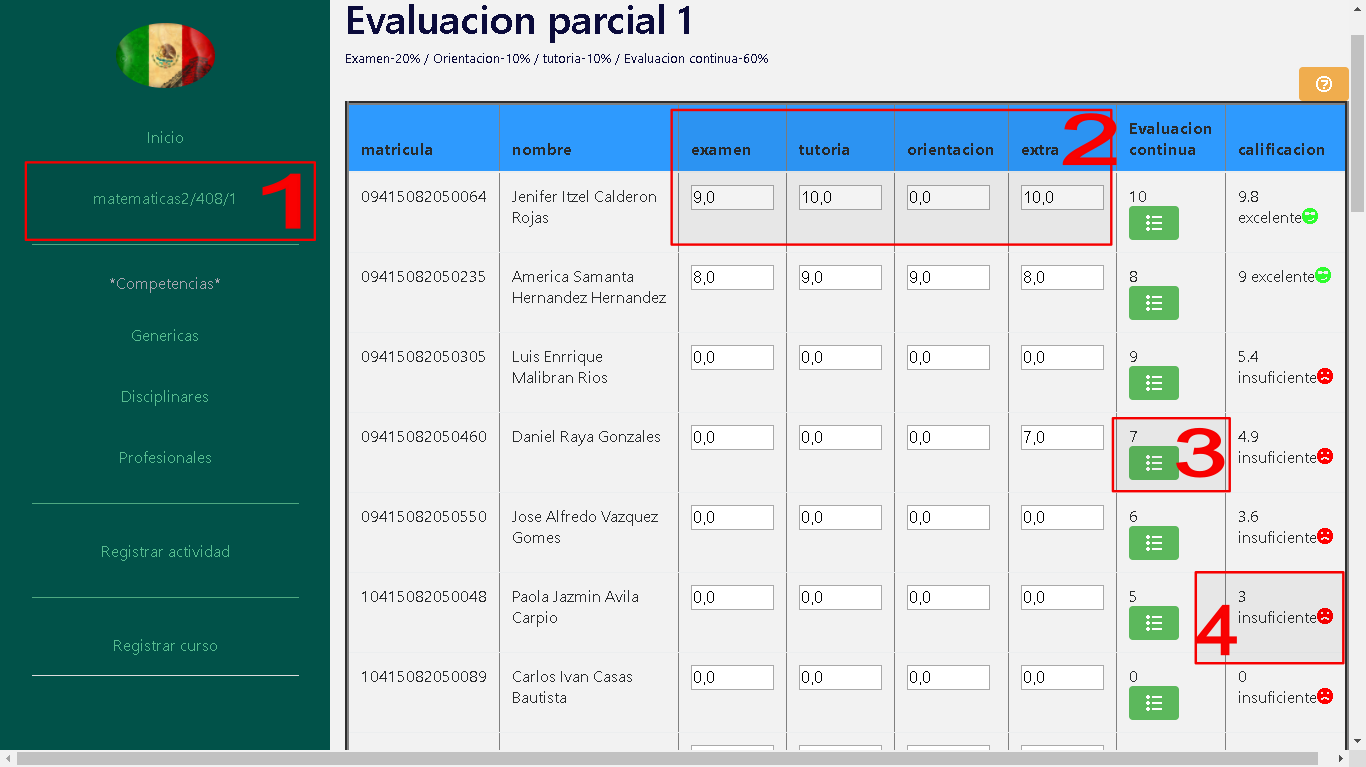 Evaluacion parcial 1
Examen-20% / Orientacion-10% / tutoria-10% / Evaluacion continua-60%
Inicio
1
matematicas2/408/1
*Competencias*
Genericas
Disciplinares
Profesionales
Registrar actividad
Registrar curso
2
matricula nombre examen tutoria orientacion extra Evaluacion continua calificacion
09415082050064 Jenifer Itzel Calderon 9,0 10,0 0,0 10,0 10 9.8
Rojas excelente
09415082050235 America Samanta 8,0 9,0 9,0 8,0 8 9 excelente
Hernandez Hernandez
09415082050305 Luis Enrrique 0,0 0,0 0,0 0,0 9 5.4
Malibran Rios insuficiente
09415082050460 Daniel Raya Gonzales 0,0 0,0 0,0 7,0 7 4.9
3 insuficiente
09415082050550 Jose Alfredo Vazquez 0,0 0,0 0,0 0,0 6 3.6
Gomes insuficiente
10415082050048 Paola Jazmin Avila 0,0 0,0 0,0 0,0 5 3
Carpio insuficiente
4
10415082050089 Carlos Ivan Casas 0,0 0,0 0,0 0,0 0 0
Bautista insuficiente